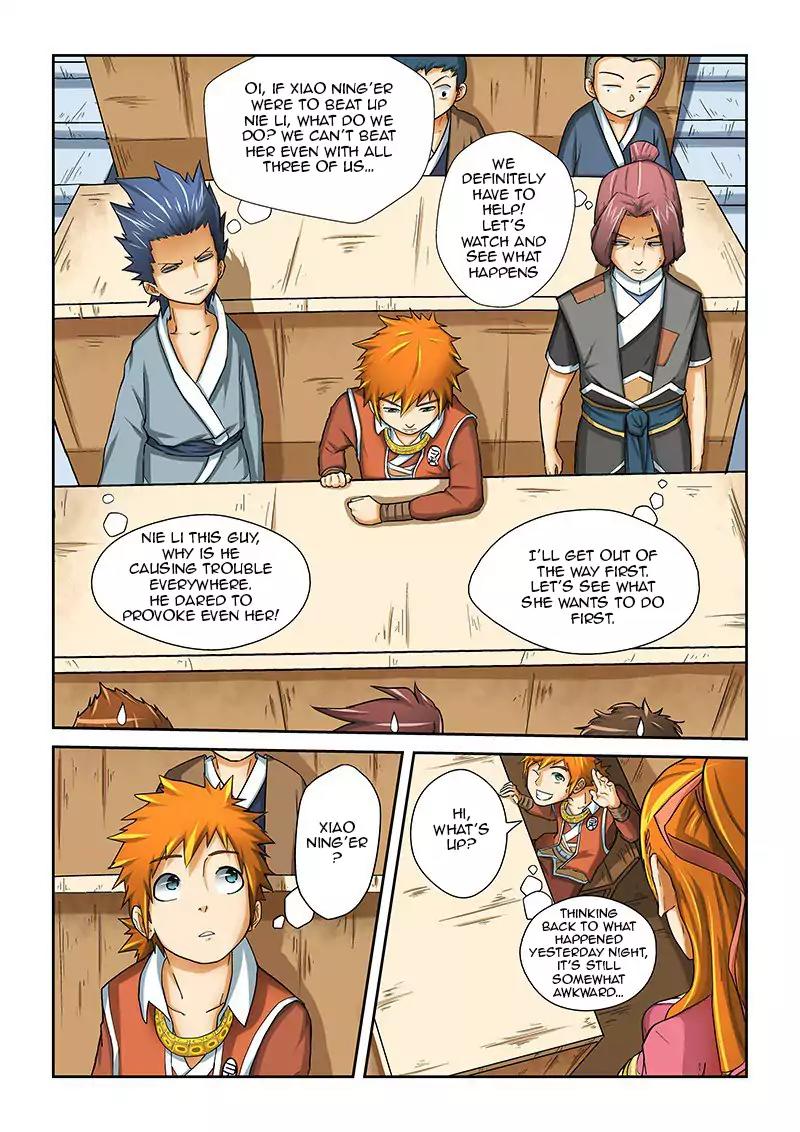 OI, IF XIAO NING'ER
WERE TO BEAT UP
NIE LI, WHAT DO WE
DO? WE CAN'T BEAT
HER EVEN WITH ALL
THREE OF US...
WE
DEFINITELY
HAVE TO
HELP!
LET'S
WATCH AND
SEE WHAT
HAPPENS
NIE LI THIS GUY,
WHY IS HE
CAUSING TROUBLE
EVERYWHERE.
HE DARED TO
PROVOKE EVEN HER!
I'LL GET OUT OF
THE WAY FIRST.
LET'S SEE WHAT
SHE WANTS TO DO
FIRST.
XIAO
NING'ER
?
HI,
WHAT'S
UP?
THINKING
BACK TO WHAT
HAPPENED
YESTERDAY NIGHT,
IT'S STILL
SOMEWHAT
AWKWARD...